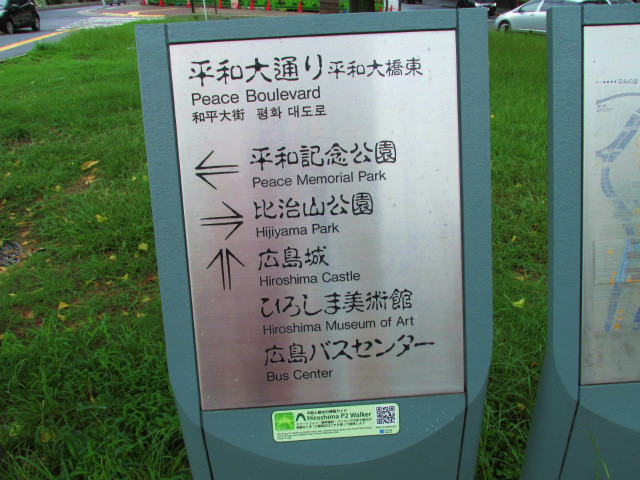 平和大通り 平和大橋東
Peace Boulevard
和平大街 평화 대도로
平和記念公園
Peace Memorial Park
比治山公園
Hijiyama Park
広島城
Hiroshima Castle
ひろしま美術館
Hiroshima Museum of Art
広島バスセンター
Bus Center
Hiroshima P2 Walker